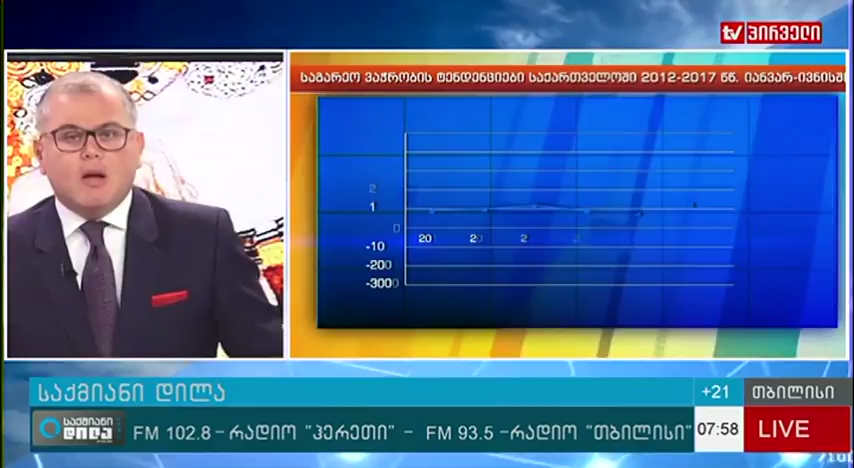 tv პირველი
საგარეო ვაჭრობის ტენდენციები საქართველოში 2012-2017 წწ. იანვარ-ივნისში
2
1
0
20 20 2
-10
-200
-3000
საქმიანი დილა +21 თბილისი
საქმიანი დილა FM 102.8-რადიო "ჰერეთი" - FM 93.5-რადიო "თბილისი" 07:58 LIVE